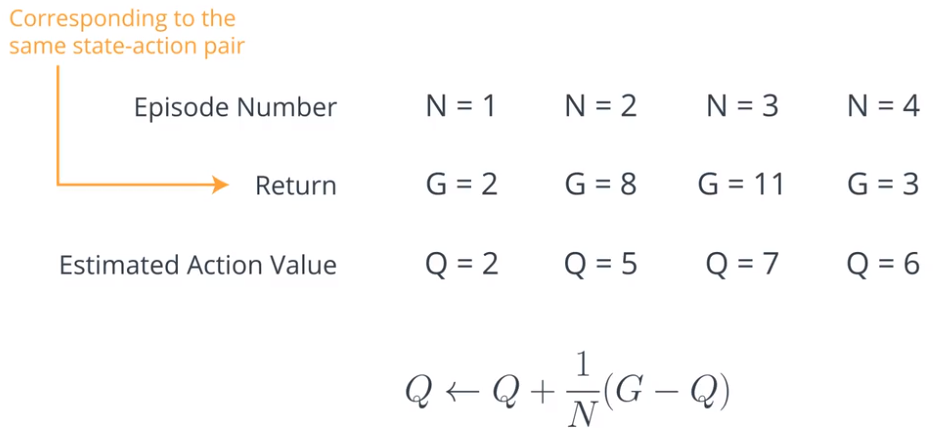 Corresponding to the
same state-action pair
Episode Number N = 1 N = 2 N = 3 N = 4
Return G = 2 G = 8 G = 11 G = 3
Estimated Action Value Q = 2 Q = 5 Q = 7 Q = 6
Q ← Q + 1/N (G − Q)